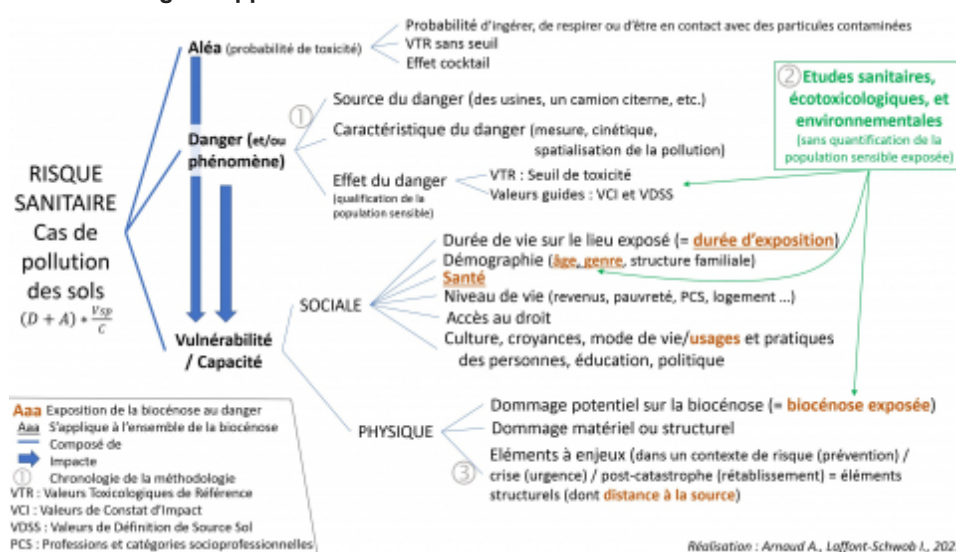 Aléa (probabilité de toxicité)
Probabilité d'ingérer, de respirer ou d'être en contact avec des particules contaminées
VTR sans seuil
Effet cocktail
② Etudes sanitaires,
écotoxicologiques, et
environnementales
(sans quantification de la
population sensible exposée)
①
Source du danger (des usines, un camion citerne, etc.)
Danger (et/ou
phénomène)
Caractéristique du danger (mesure, cinétique,
spatialisation de la pollution)
Effet du danger
(qualification de la
population sensible)
VTR : Seuil de toxicité
Valeurs guides : VCI et VDSS
RISQUE
SANITAIRE
Cas de
pollution
des sols
(D + A) * Vsp/C
Vulnérabilité
/ Capacité
SOCIALE
Durée de vie sur le lieu exposé (= durée d'exposition)
Démographie (âge, genre, structure familiale)
Santé
Niveau de vie (revenus, pauvreté, PCS, logement ...)
Accès au droit
Culture, croyances, mode de vie/usages et pratiques
des personnes, éducation, politique
PHYSIQUE
Dommage potentiel sur la biocénose (= biocénose exposée)
Dommage matériel ou structurel
③ Eléments à enjeu (dans un contexte de risque (prévention) /
crise (urgence) / post-catastrophe (rétablissement) = éléments
structurels (dont distance à la source)
Aaa Exposition de la biocénose au danger
Aaa S'applique à l'ensemble de la biocénose
Composé de
Impacte
① Chronologie de la méthodologie
VTR : Valeurs Toxicologiques de Référence
VCI : Valeurs de Constat d'Impact
VDSS : Valeurs de Définition de Source Sol
PCS : Professions et catégories socioprofessionnelles
Réalisation : Arnaud A., Laffont-Schwob I., 202